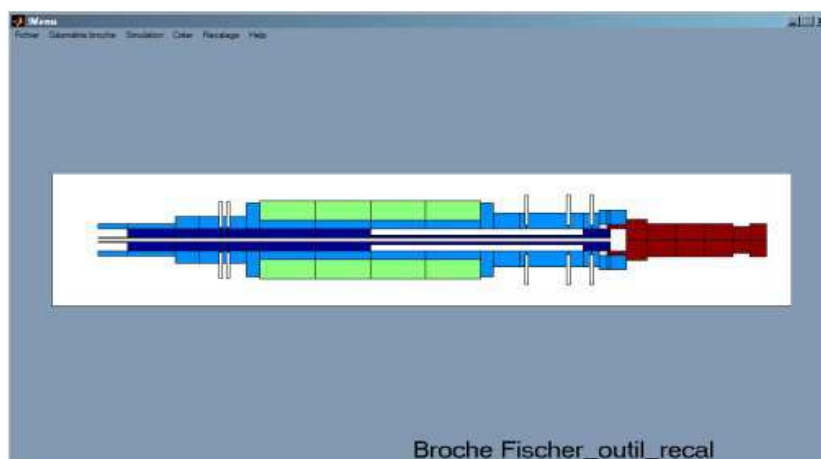 Menu
Fichier Géométrie broche Simulation Créer Recalage Help
Broche Fischer_outil_recal